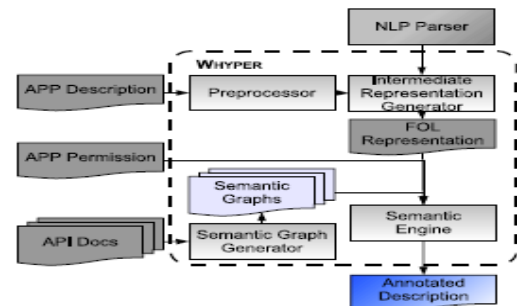 NLP Parser
WHYPER
APP Description
Preprocessor
Intermediate
Representation
Generator
FOL
Representation
APP Permission
Semantic
Graphs
Semantic
Engine
API Docs
Semantic Graph
Generator
Annotated
Description